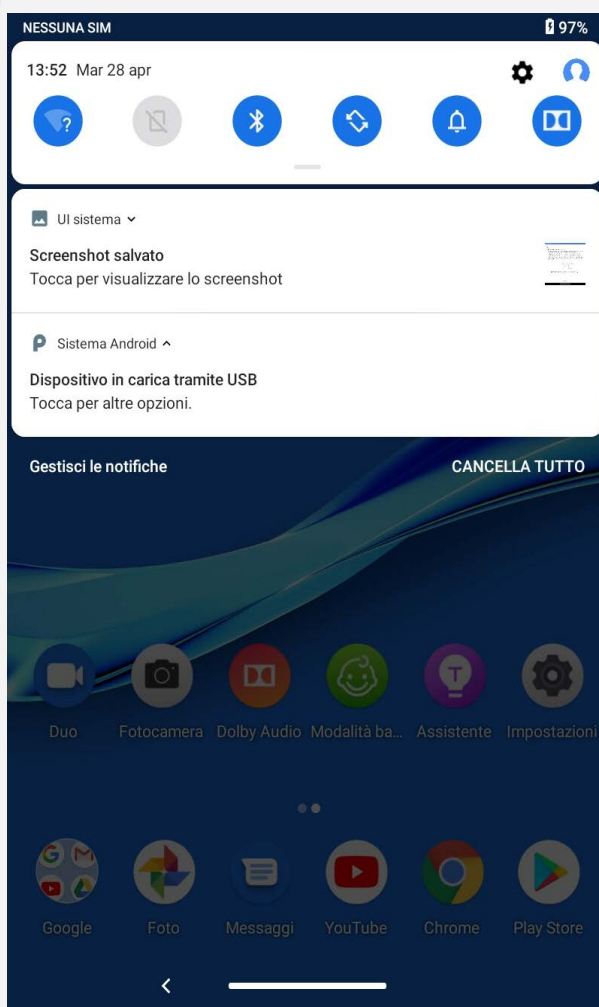 NESSUNA SIM 97%
13:52 Mar 28 apr
?
UI sistema
Screenshot salvato
Tocca per visualizzare lo screenshot
Sistema Android
Dispositivo in carica tramite USB
Tocca per altre opzioni.
Gestisci le notifiche CANCELLA TUTTO
T
Duo Fotocamera Dolby Audio Modalità ba... Assistente Impostazioni
G M
Google Foto Messaggi YouTube Chrome Play Store